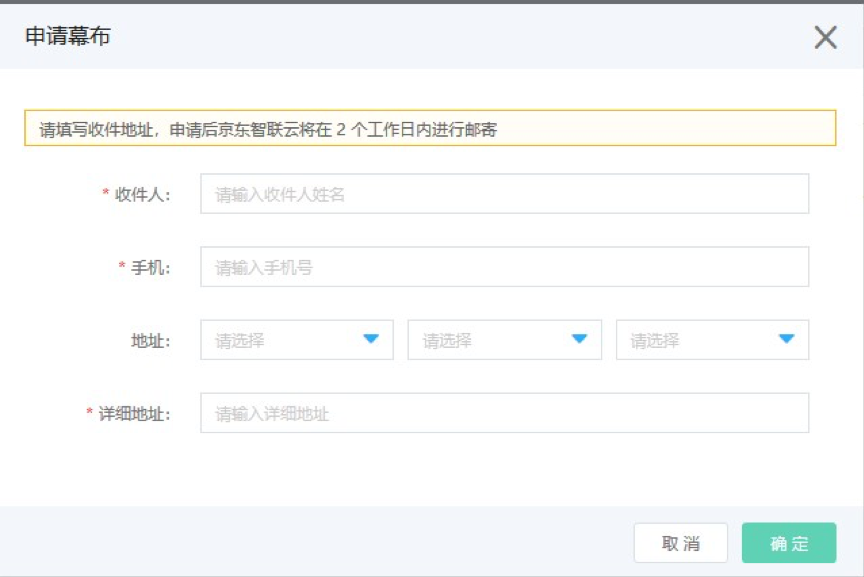 申请幕布
请填写收件地址，申请后京东智联云将在 2 个工作日内进行邮寄
* 收件人： 请输入收件人姓名
* 手机： 请输入手机号
地址： 请选择 请选择 请选择
* 详细地址： 请输入详细地址
取消 确定